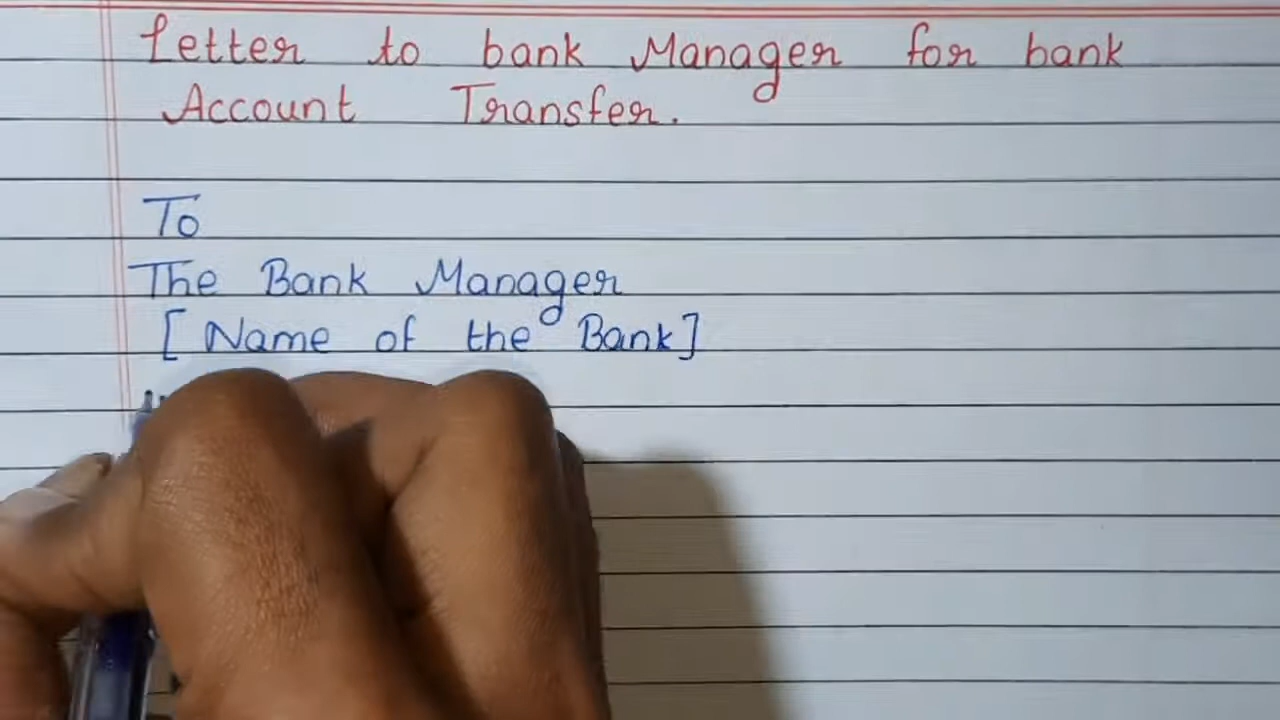 Letter to bank Manager for bank
Account Transfer.
To
The Bank Manager
[Name of the Bank]